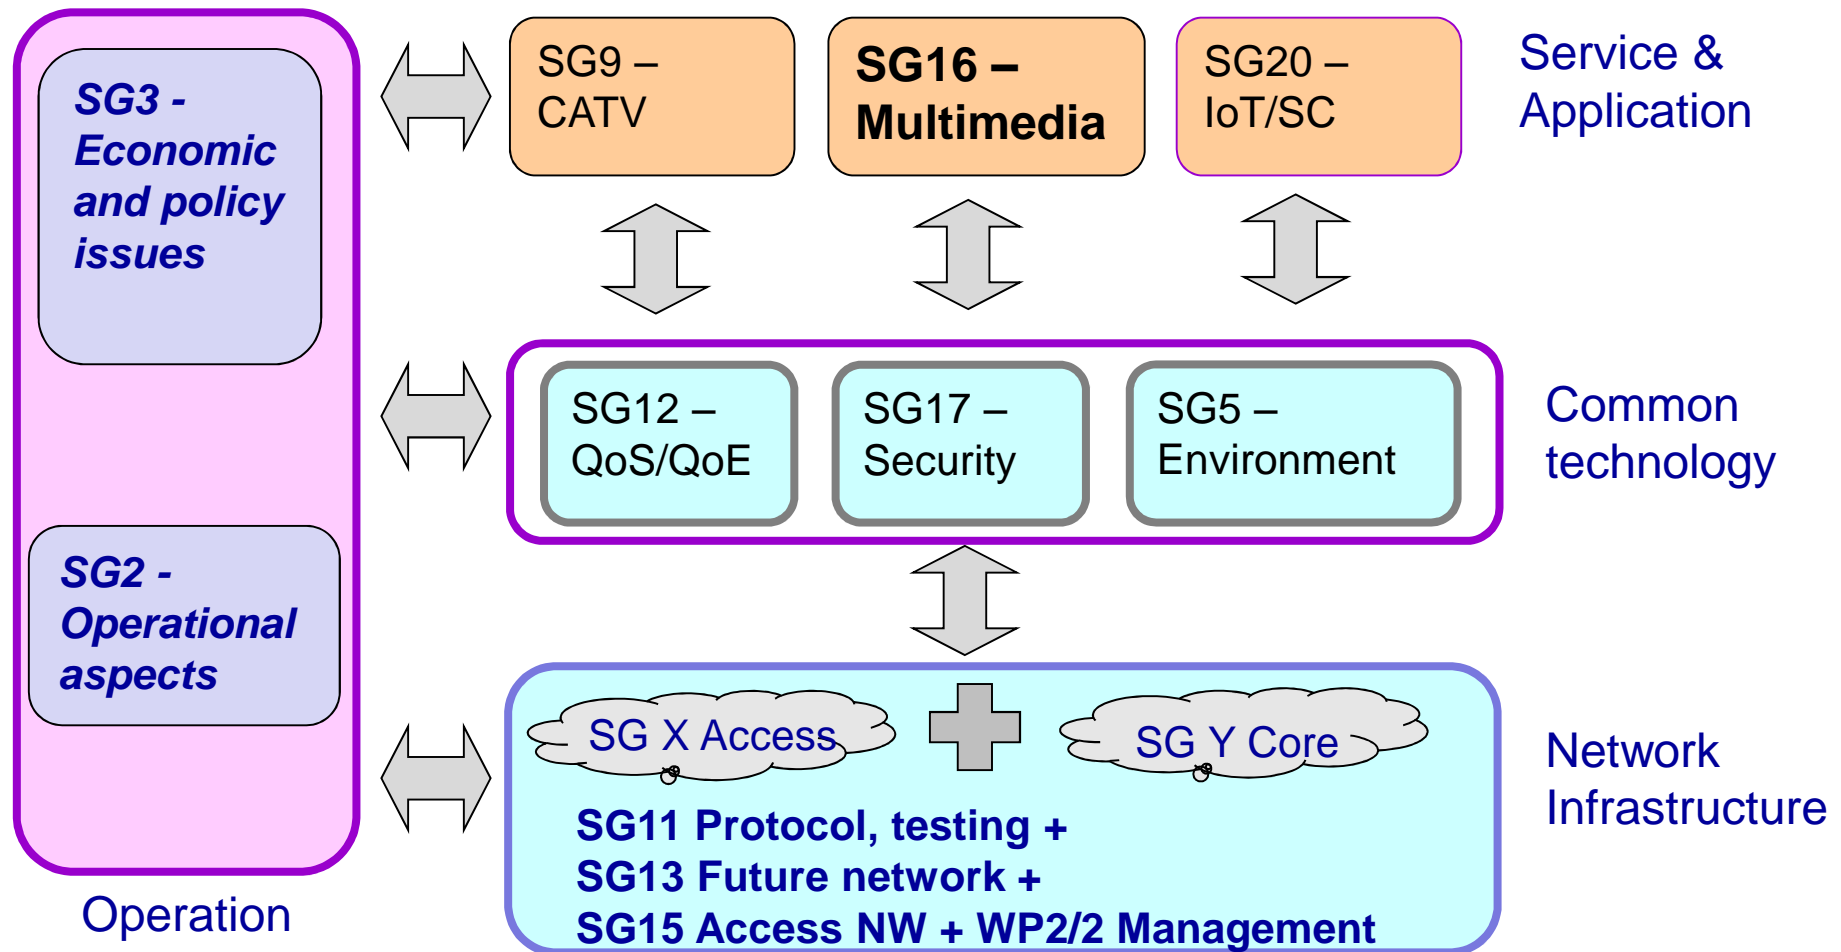 SG3 -
Economic
and policy
issues
SG2 -
Operational
aspects
Operation
SG9 –
CATV
SG16 –
Multimedia
SG20 –
IoT/SC
Service &
Application
SG12 –
QoS/QoE
SG17 –
Security
SG5 –
Environment
Common
technology
SG X Access
SG Y Core
SG11 Protocol, testing +
SG13 Future network +
SG15 Access NW + WP2/2 Management
Network
Infrastructure